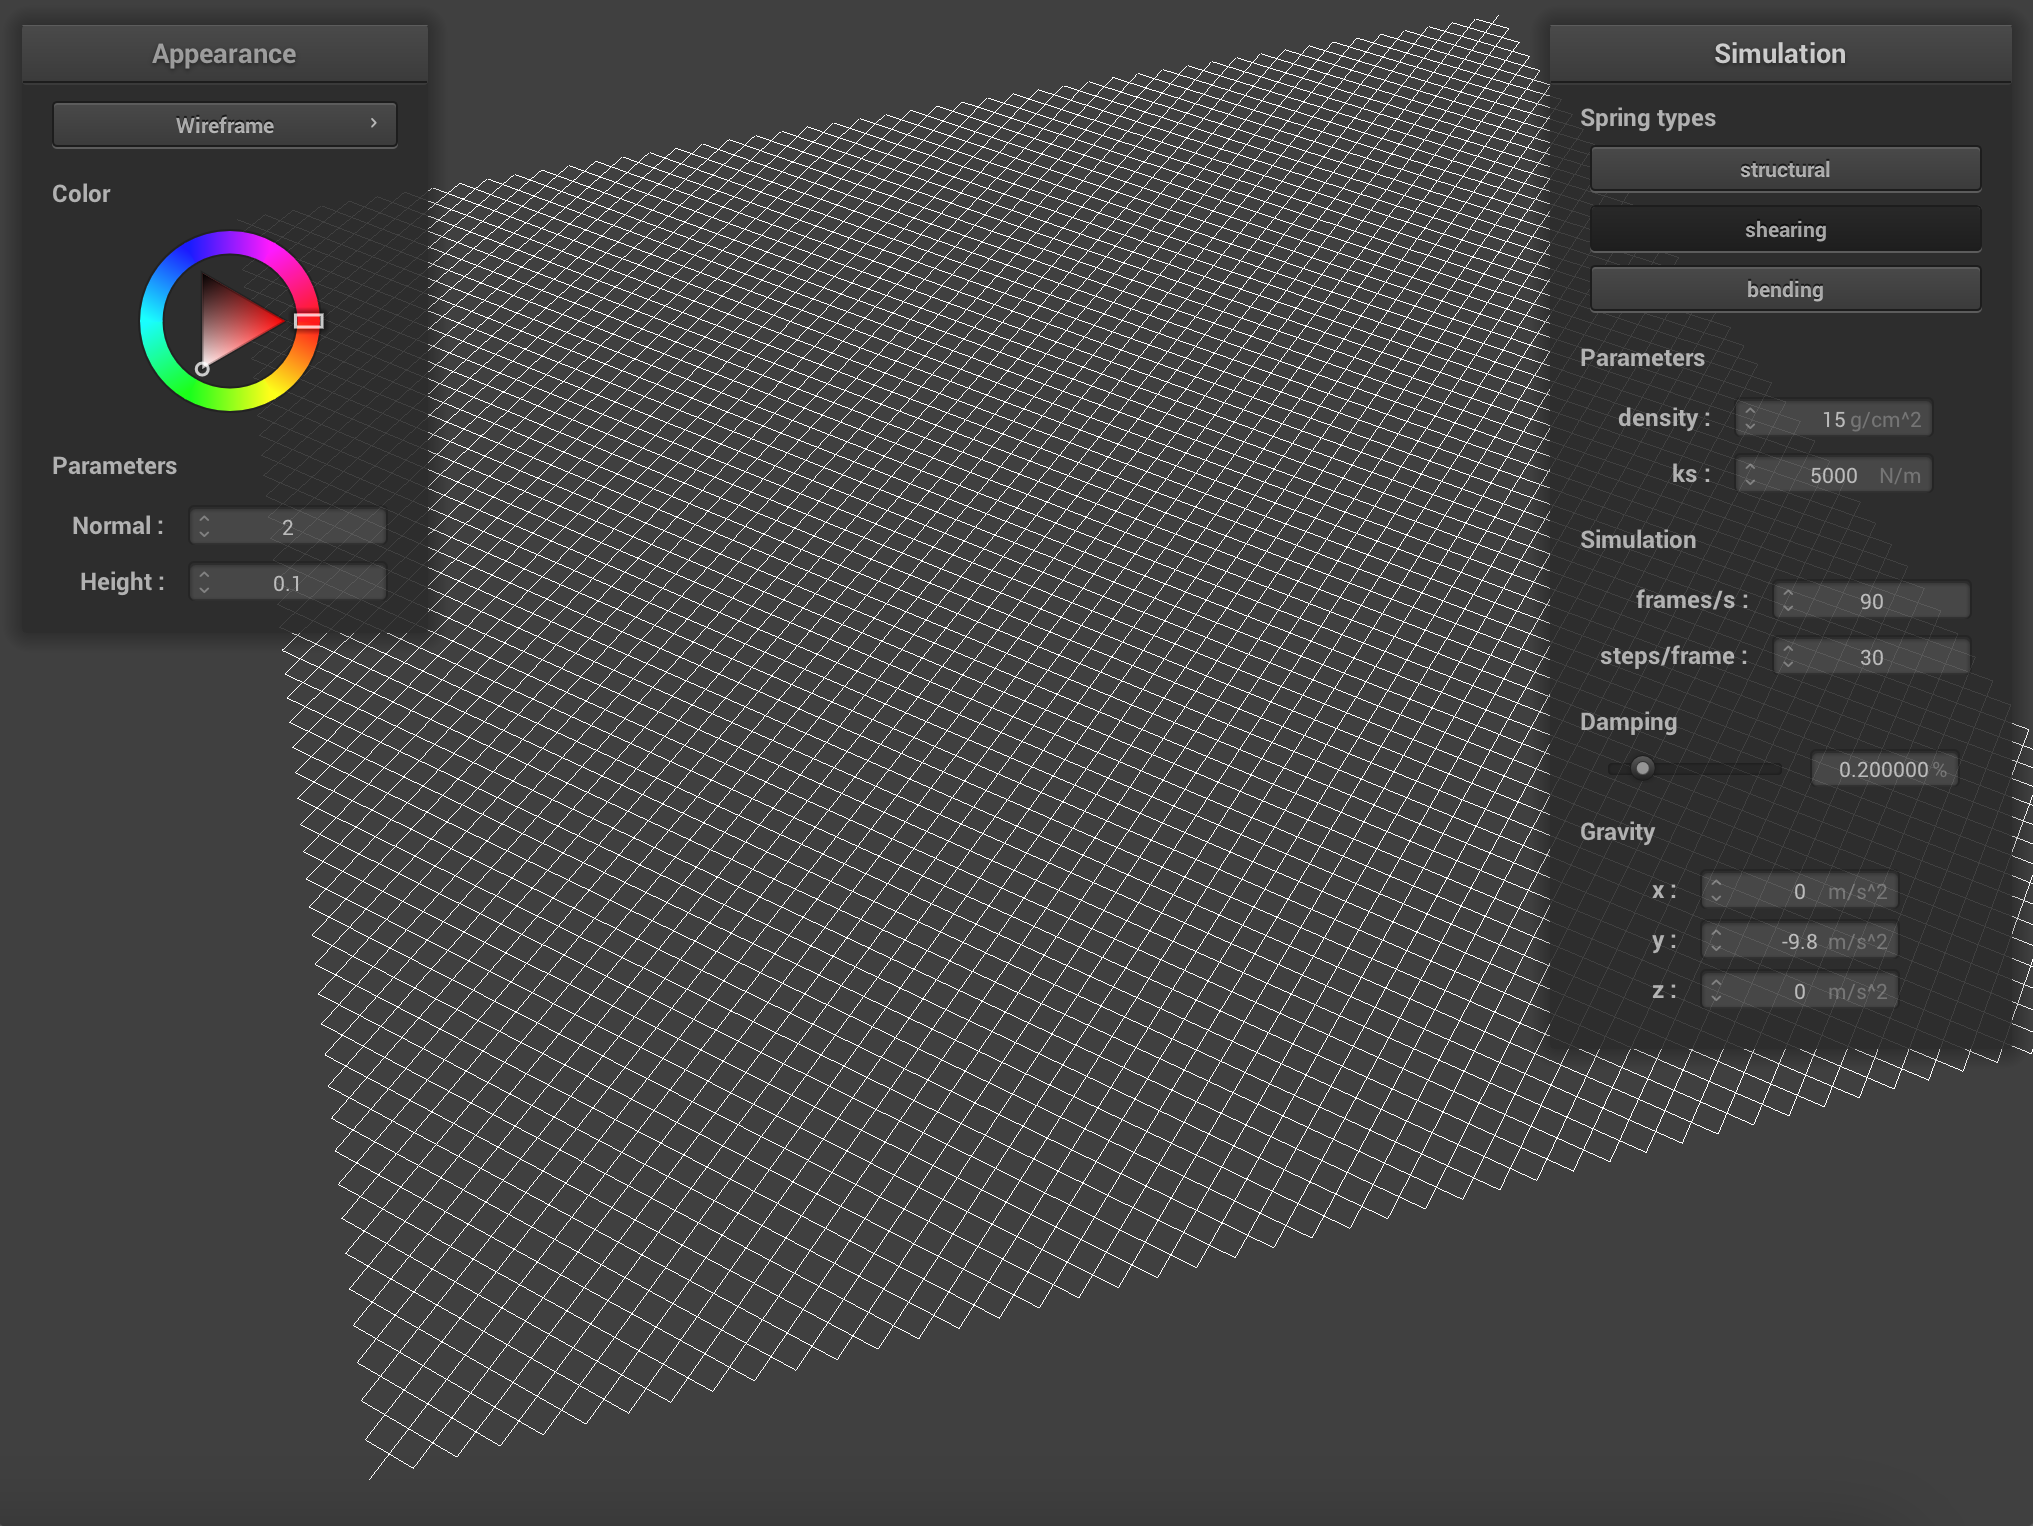 Appearance
Wireframe
Color
Parameters
Normal : 2
Height : 0.1
Simulation
Spring types
structural
shearing
bending
Parameters
density : 15 g/cm^2
ks : 5000 N/m
Simulation
frames/s : 90
steps/frame : 30
Damping
0.200000 %
Gravity
x : 0 m/s^2
y : -9.8 m/s^2
z : 0 m/s^2